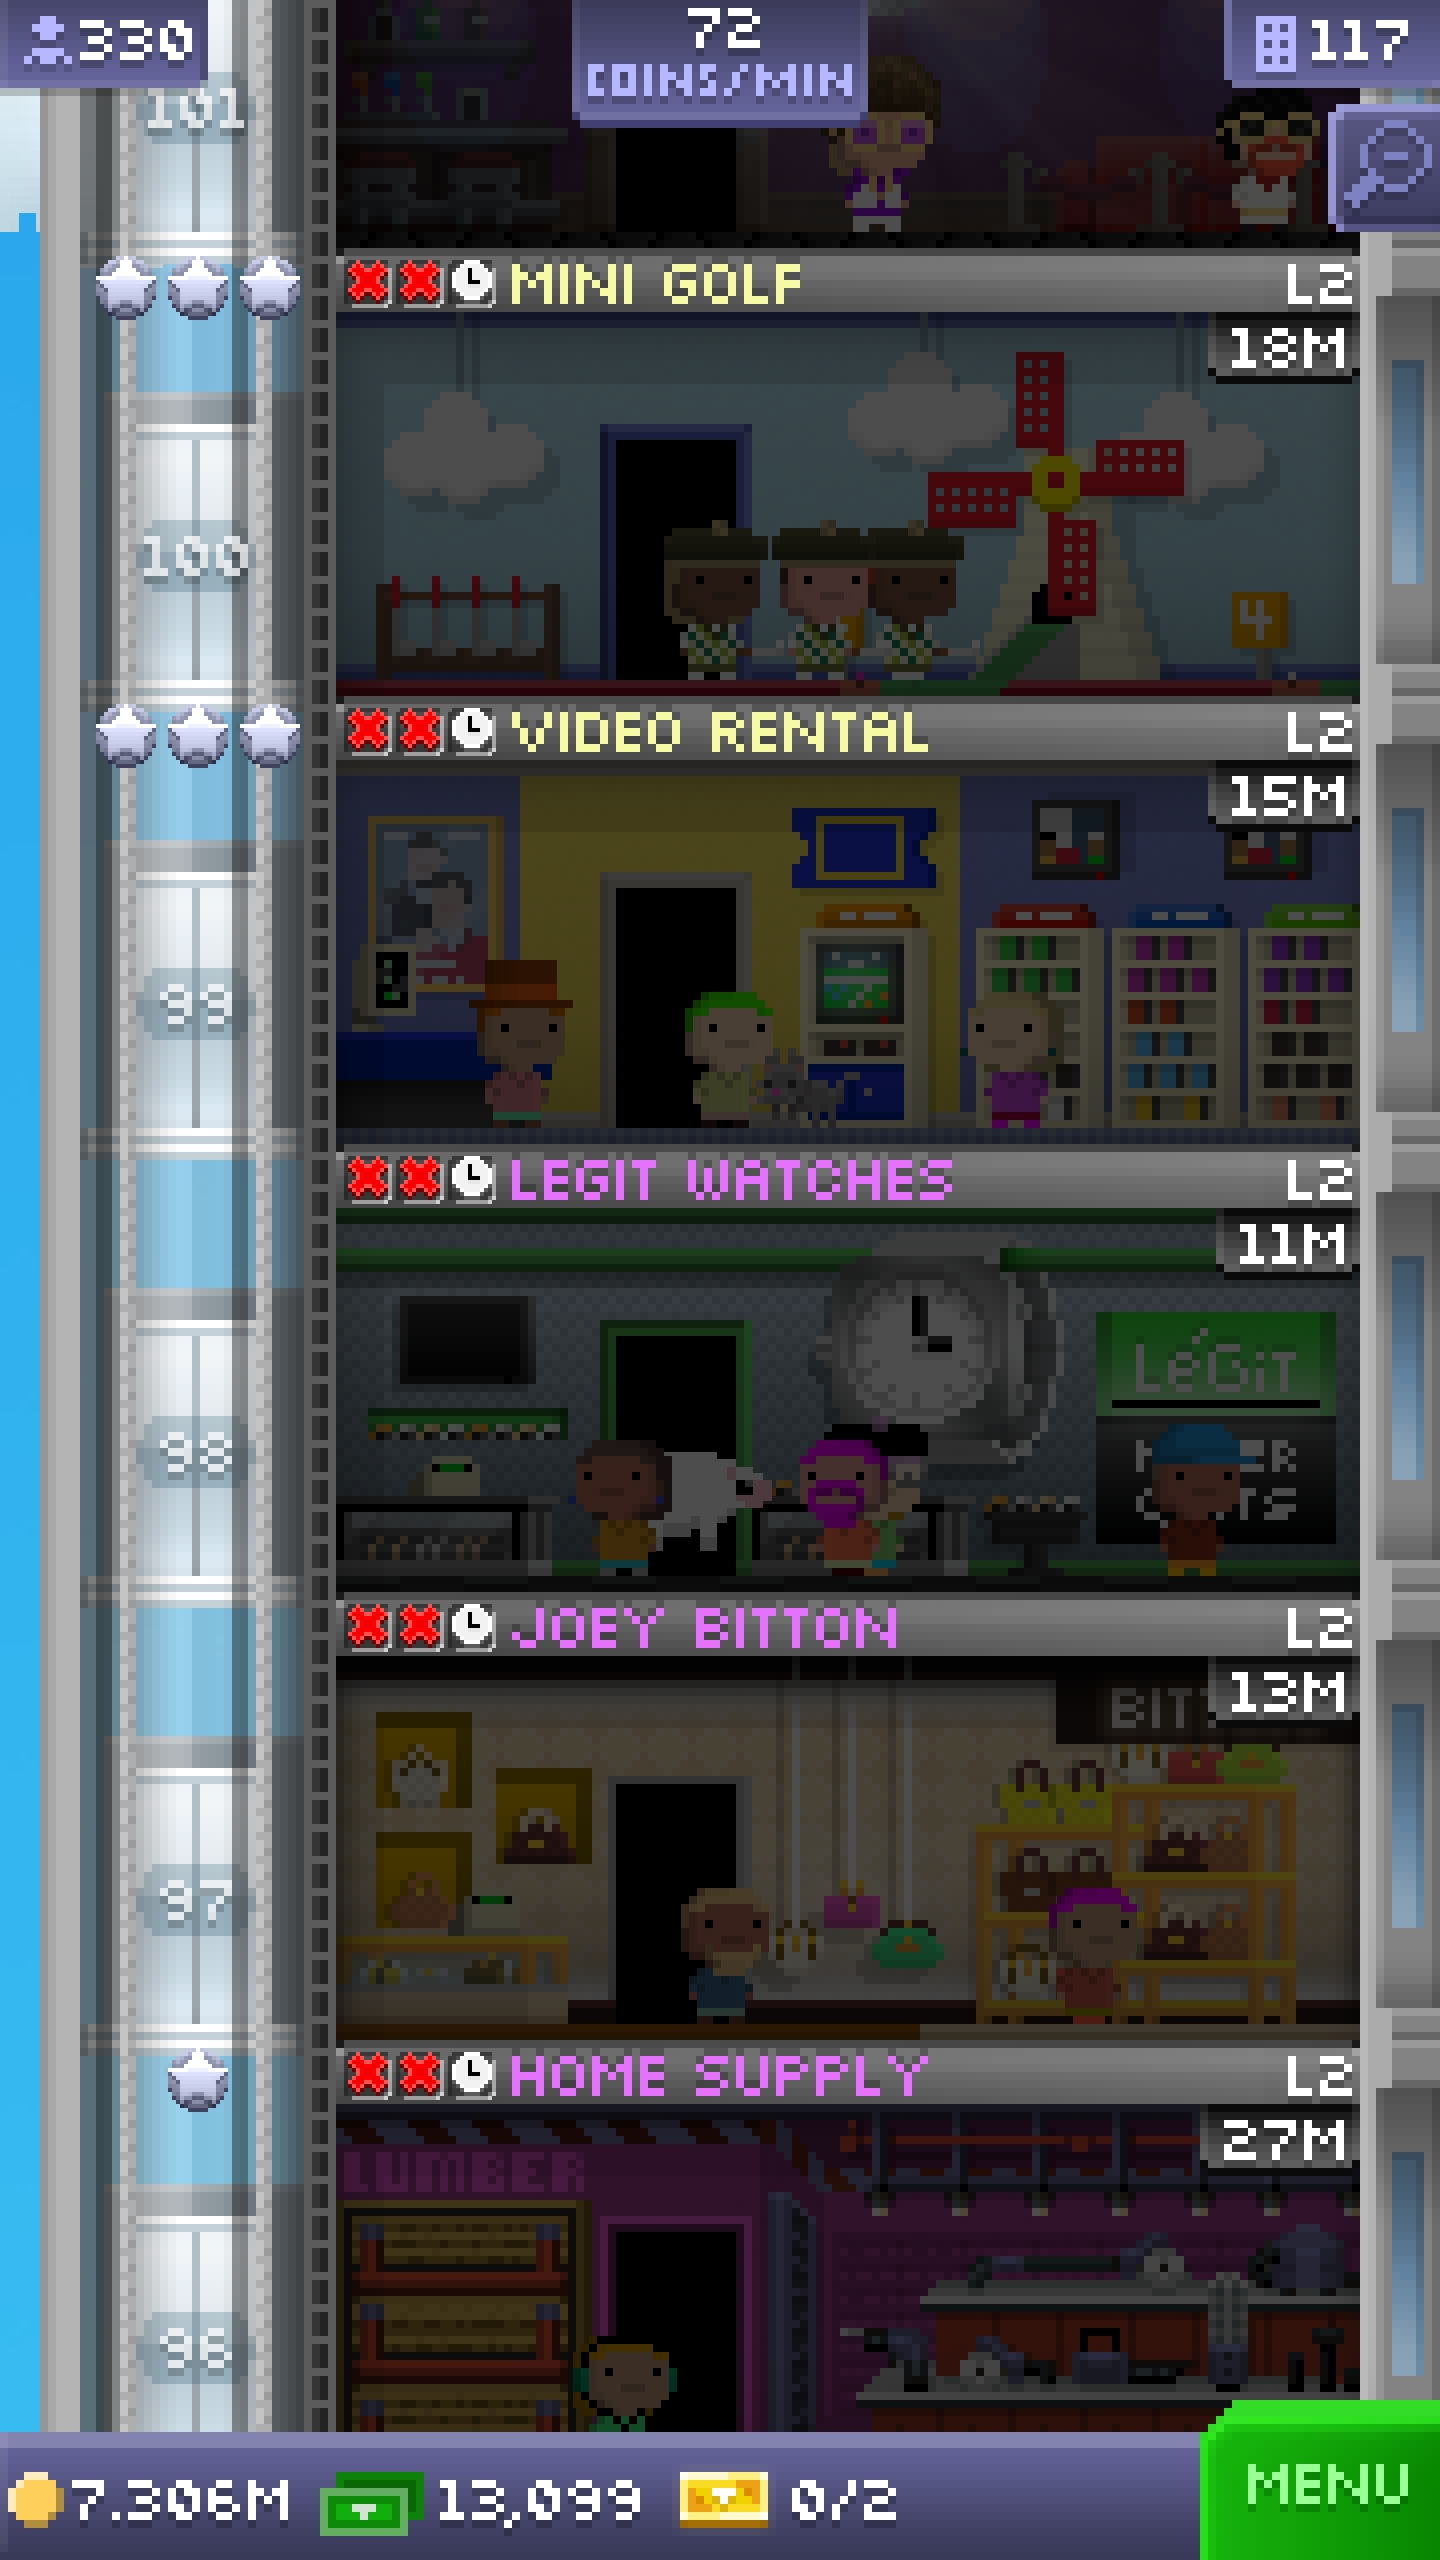 330
72
COINS/MIN
117
101
MINI GOLF
L2
18M
100
4
VIDEO RENTAL
L2
15M
99
LEGIT WATCHES
L2
11M
LéGiT
98
JOEY BITTON
L2
13M
97
HOME SUPPLY
L2
27M
LUMBER
96
7.306M
13,099
0/2
MENU